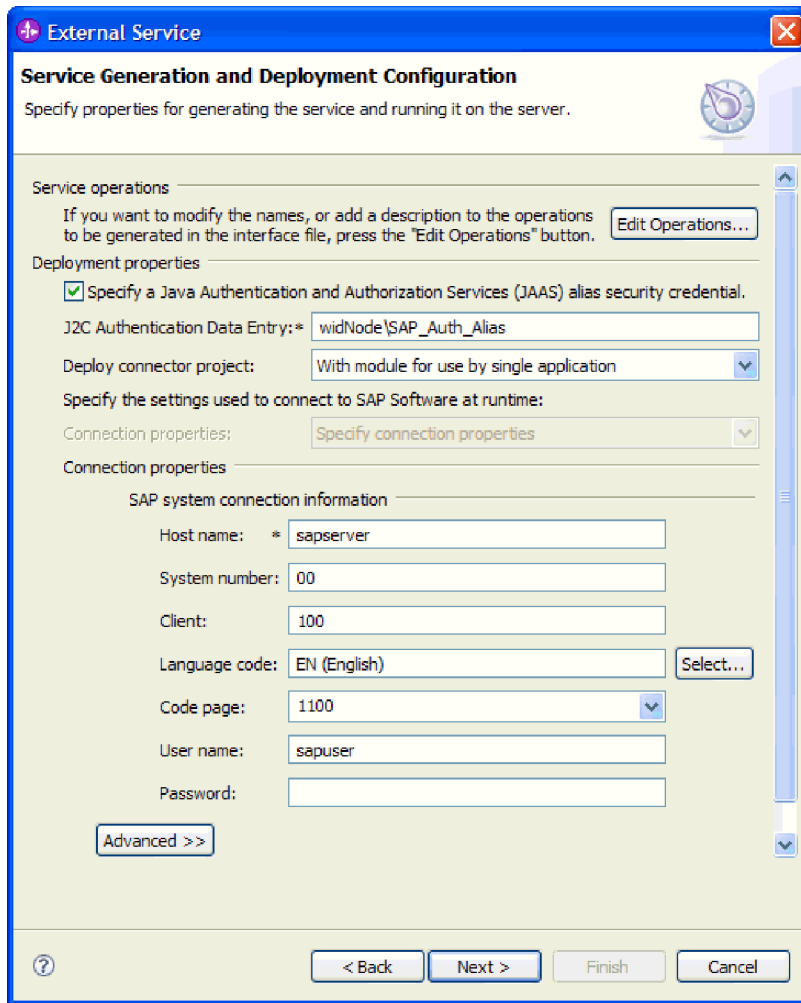 External Service
Service Generation and Deployment Configuration
Specify properties for generating the service and running it on the server.
Service operations
If you want to modify the names, or add a description to the operations
to be generated in the interface file, press the "Edit Operations" button.
Edit Operations...
Deployment properties
Specify a Java Authentication and Authorization Services (JAAS) alias security credential.
J2C Authentication Data Entry:* widNode\SAP_Auth_Alias
Deploy connector project: With module for use by single application
Specify the settings used to connect to SAP Software at runtime:
Connection properties: Specify connection properties
Connection properties
SAP system connection information
Host name: * sapserver
System number: 00
Client: 100
Language code: EN (English) Select...
Code page: 1100
User name: sapuser
Password:
Advanced >>
? < Back Next > Finish Cancel